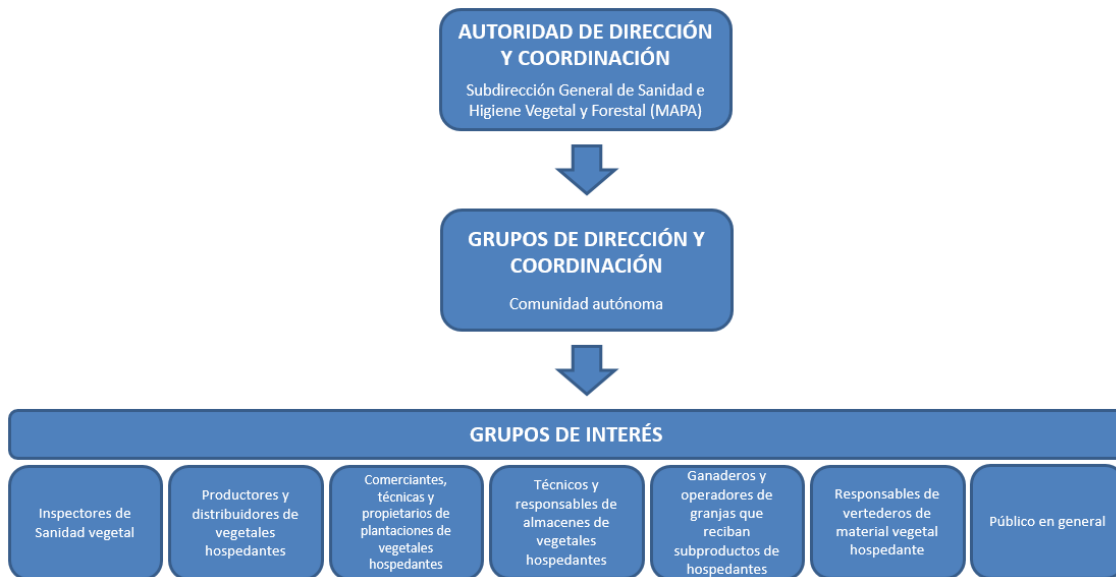 AUTORIDAD DE DIRECCIÓN
Y COORDINACIÓN
Subdirección General de Sanidad e
Higiene Vegetal y Forestal (MAPA)
GRUPOS DE DIRECCIÓN Y
COORDINACIÓN
Comunidad autónoma
GRUPOS DE INTERÉS
Inspectores de
Sanidad vegetal
Productores y
distribuidores de
vegetales
hospedantes
Comerciantes,
técnicas y
propietarios de
plantaciones de
vegetales
hospedantes
Técnicos y
responsables de
almacenes de
vegetales
hospedantes
Ganaderos y
operadores de
granjas que
reciban
subproductos de
hospedantes
Responsables de
vertederos de
material vegetal
hospedante
Público en general